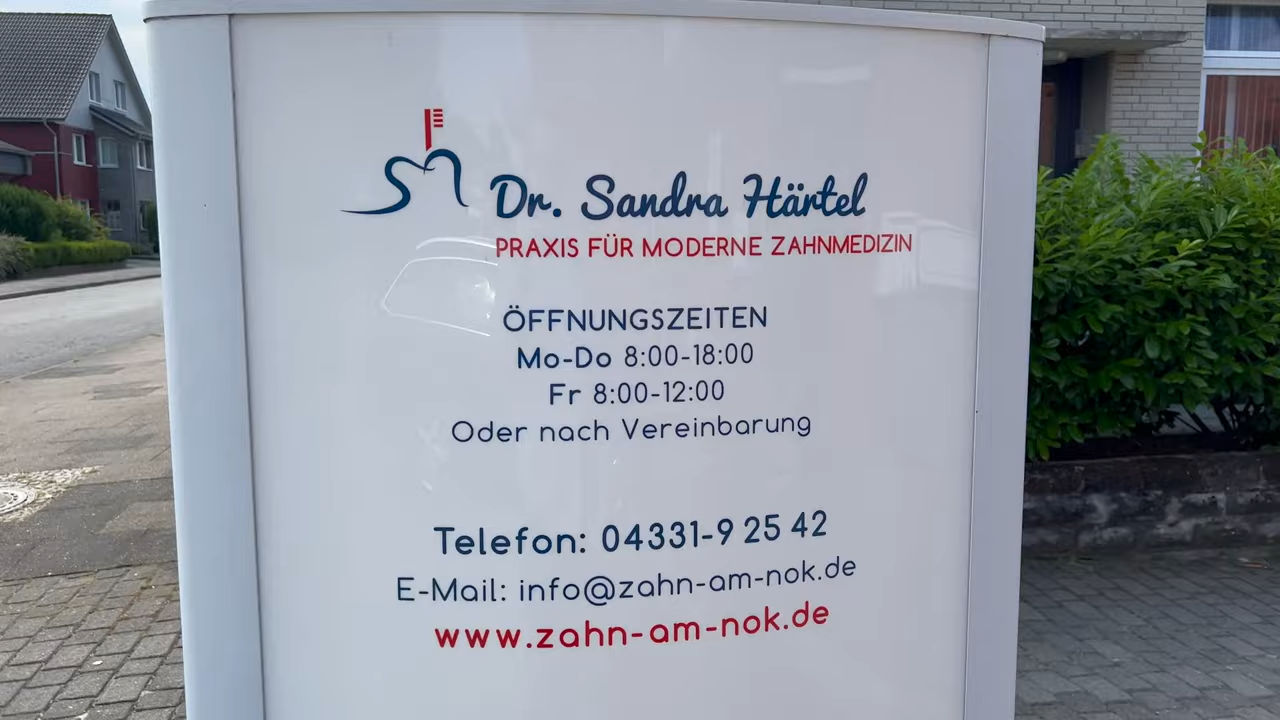 Dr. Sandra Härtel
PRAXIS FÜR MODERNE ZAHNMEDIZIN
ÖFFNUNGSZEITEN
Mo-Do 8:00-18:00
Fr 8:00-12:00
Oder nach Vereinbarung
Telefon: 04331-9 25 42
E-Mail: info@zahn-am-nok.de
www.zahn-am-nok.de